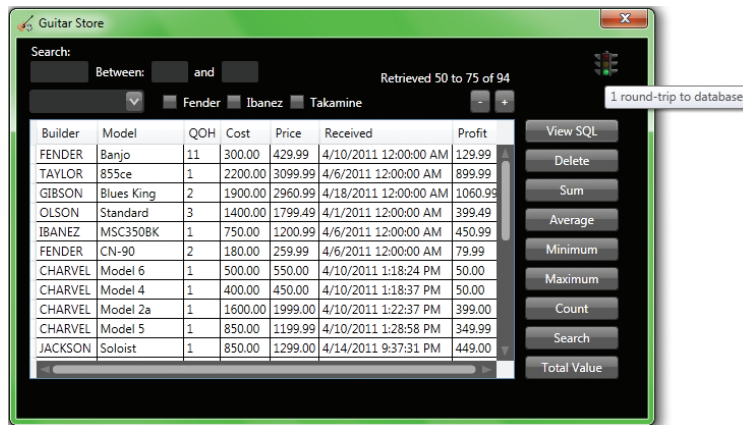 Guitar Store
Search:
Between: and
Retrieved 50 to 75 of 94
Fender Ibanez Takamine - +
1 round-trip to database
Builder Model QOH Cost Price Received Profit
FENDER Banjo 11 300.00 429.99 4/10/2011 12:00:00 AM 129.99
TAYLOR 855ce 1 2200.00 3099.99 4/6/2011 12:00:00 AM 899.99
GIBSON Blues King 2 1900.00 2960.99 4/18/2011 12:00:00 AM 1060.99
OLSON Standard 3 1400.00 1799.49 4/1/2011 12:00:00 AM 399.49
IBANEZ MSC350BK 1 750.00 1200.99 4/6/2011 12:00:00 AM 450.99
FENDER CN-90 2 180.00 259.99 4/6/2011 12:00:00 AM 79.99
CHARVEL Model 6 1 500.00 550.00 4/10/2011 1:18:24 PM 50.00
CHARVEL Model 4 1 400.00 450.00 4/10/2011 1:18:37 PM 50.00
CHARVEL Model 2a 1 1600.00 1999.00 4/10/2011 1:22:37 PM 399.00
CHARVEL Model 5 1 850.00 1199.99 4/10/2011 1:28:58 PM 349.99
JACKSON Soloist 1 850.00 1299.00 4/14/2011 9:37:31 PM 449.00
View SQL
Delete
Sum
Average
Minimum
Maximum
Count
Search
Total Value